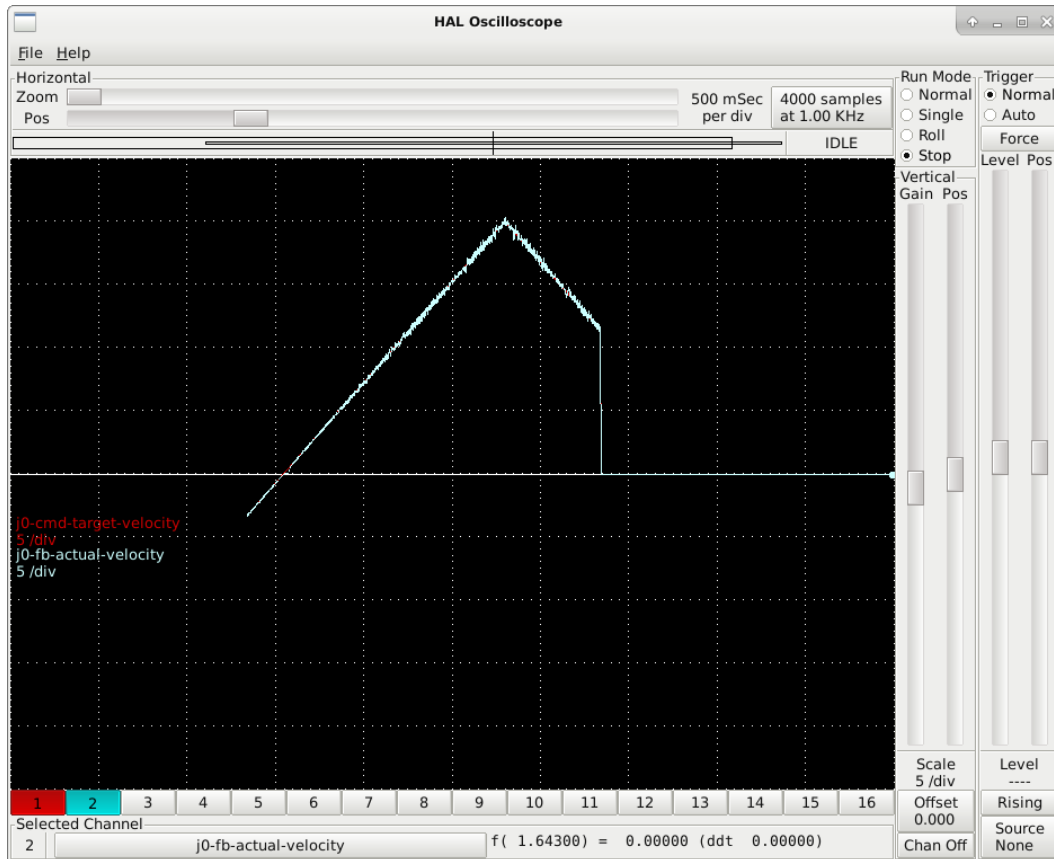 HAL Oscilloscope
File Help
Horizontal
Zoom
Pos
500 mSec
per div
4000 samples
at 1.00 KHz
IDLE
Run Mode
Normal
Single
Roll
Stop
Trigger
Normal
Auto
Force
Level Pos
Vertical
Gain Pos
j0-cmd-target-velocity
5 /div
j0-fb-actual-velocity
5 /div
Scale
5 /div
Offset
0.000
Chan Off
Level
----
Rising
Source
None
1 2 3 4 5 6 7 8 9 10 11 12 13 14 15 16
Selected Channel
2 j0-fb-actual-velocity f( 1.64300) = 0.00000 (ddt 0.00000)